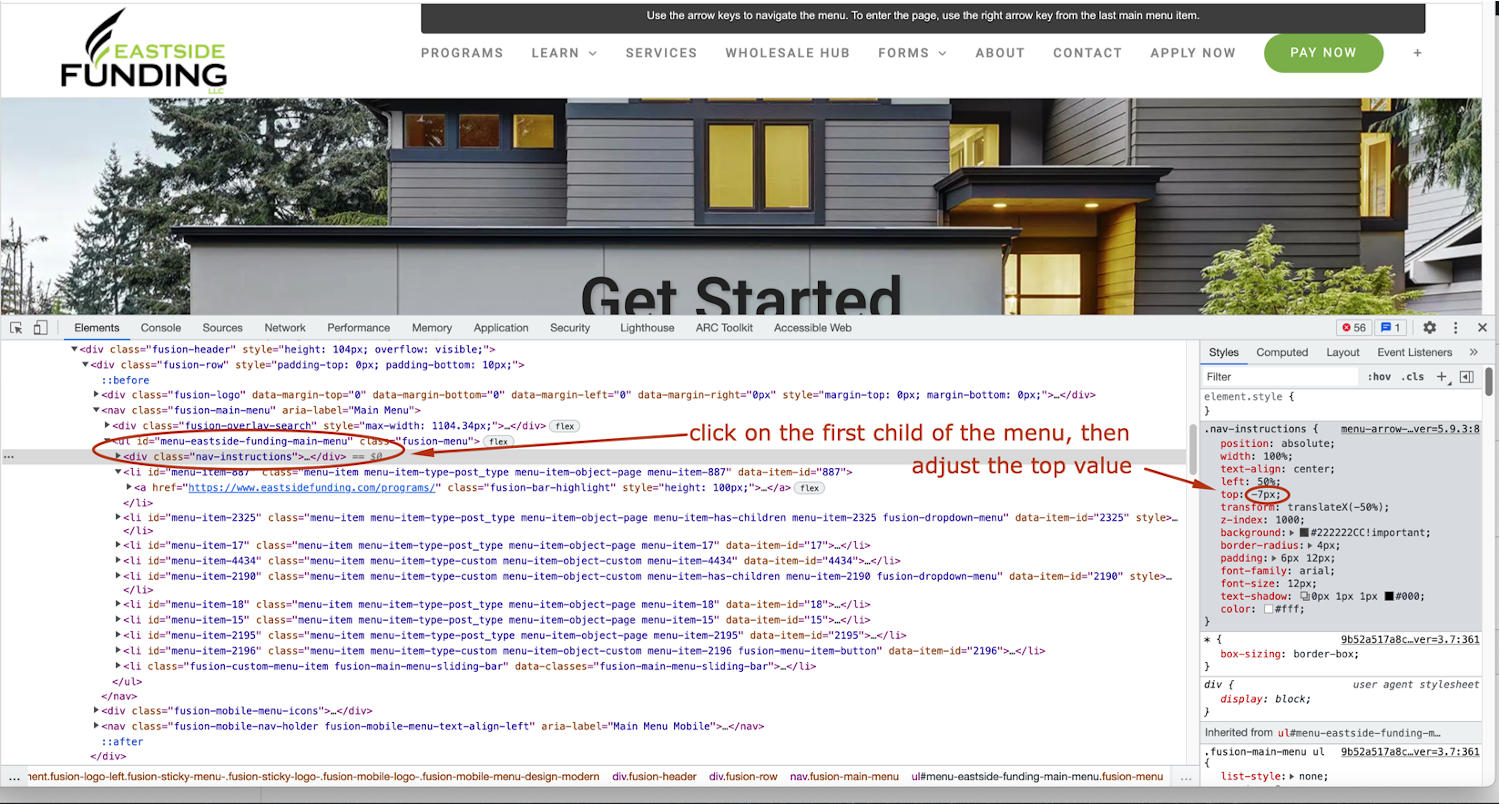 Use the arrow keys to navigate the menu. To enter the page, use the right arrow key from the last main menu item.
EASTSIDE
FUNDING
LLC
PROGRAMS LEARN SERVICES WHOLESALE HUB FORMS ABOUT CONTACT APPLY NOW PAY NOW +
Get Started
Elements Console Sources Network Performance Memory Application Security Lighthouse ARC Toolkit Accessible Web 56 1
<div class="fusion-header" style="height: 104px; overflow: visible;">
<div class="fusion-row" style="padding-top: 0px; padding-bottom: 10px;">
::before
<div class="fusion-logo" data-margin-top="0" data-margin-bottom="0" data-margin-left="0" data-margin-right="0px" style="margin-top: 0px; margin-bottom: 0px;">…</div>
<nav class="fusion-main-menu" aria-label="Main Menu">
<div class="fusion-overlay-search" style="max-width: 1104.34px;">…</div> flex
<ul id="menu-eastside-funding-main-menu" class="fusion-menu"> flex
<div class="nav-instructions">…</div> == $0
<li id="menu-item-887" class="menu-item menu-item-type-post_type menu-item-object-page menu-item-887" data-item-id="887">
<a href="https://www.eastsidefunding.com/programs/" class="fusion-bar-highlight" style="height: 100px;">…</a> flex
</li>
<li id="menu-item-2325" class="menu-item menu-item-type-post_type menu-item-object-page menu-item-has-children menu-item-2325 fusion-dropdown-menu" data-item-id="2325" style>…
</li>
<li id="menu-item-17" class="menu-item menu-item-type-post_type menu-item-object-page menu-item-17" data-item-id="17">…</li>
<li id="menu-item-4434" class="menu-item menu-item-type-custom menu-item-object-custom menu-item-4434" data-item-id="4434">…</li>
<li id="menu-item-2190" class="menu-item menu-item-type-custom menu-item-object-custom menu-item-has-children menu-item-2190 fusion-dropdown-menu" data-item-id="2190" style>…
</li>
<li id="menu-item-18" class="menu-item menu-item-type-post_type menu-item-object-page menu-item-18" data-item-id="18">…</li>
<li id="menu-item-15" class="menu-item menu-item-type-post_type menu-item-object-page menu-item-15" data-item-id="15">…</li>
<li id="menu-item-2195" class="menu-item menu-item-type-post_type menu-item-object-page menu-item-2195" data-item-id="2195">…</li>
<li id="menu-item-2196" class="menu-item menu-item-type-custom menu-item-object-custom menu-item-2196 fusion-menu-item-button" data-item-id="2196">…</li>
<li class="fusion-custom-menu-item fusion-main-menu-sliding-bar" data-classes="fusion-main-menu-sliding-bar">…</li>
</ul>
</nav>
<div class="fusion-mobile-menu-icons">…</div>
<nav class="fusion-mobile-nav-holder fusion-mobile-menu-text-align-left" aria-label="Main Menu Mobile">…</nav>
::after
</div>
click on the first child of the menu, then
adjust the top value
... nent.fusion-logo-left.fusion-sticky-menu-.fusion-sticky-logo-.fusion-mobile-logo-.fusion-mobile-menu-design-modern div.fusion-header div.fusion-row nav.fusion-main-menu ul#menu-eastside-funding-main-menu.fusion-menu ...
Styles Computed Layout Event Listeners »
Filter :hov .cls +
element.style {
}
.nav-instructions { menu-arrow-…ver=5.9.3:8
position: absolute;
width: 100%;
text-align: center;
left: 50%;
top: -7px;
transform: translateX(-50%);
z-index: 1000;
background: #222222CC!important;
border-radius: 4px;
padding: 6px 12px;
font-family: arial;
font-size: 12px;
text-shadow: 0px 1px 1px #000;
color: #fff;
}
* { 9b52a517a8c…ver=3.7:361
box-sizing: border-box;
}
div { user agent stylesheet
display: block;
}
Inherited from ul#menu-eastside-funding-m…
.fusion-main-menu ul 9b52a517a8c…ver=3.7:361
{
list-style: none;